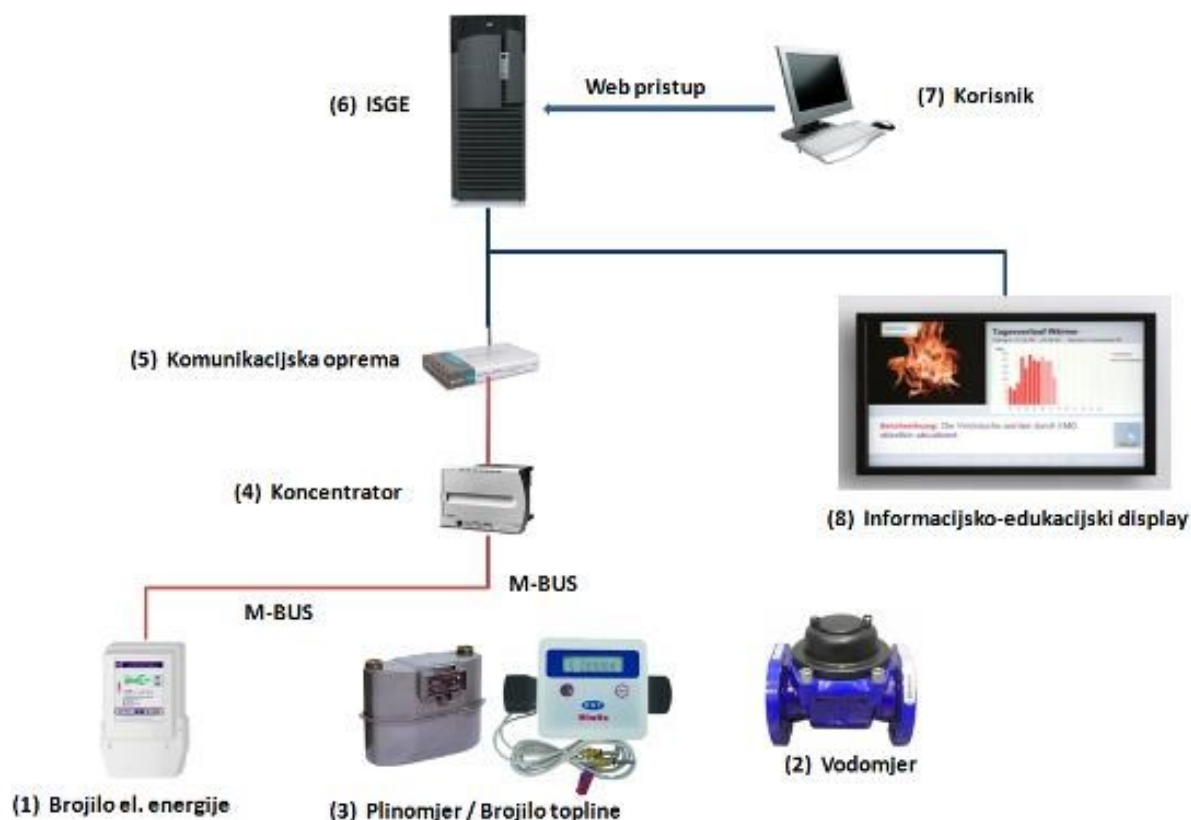 Web pristup
(6) ISGE
(7) Korisnik
(5) Komunikacijska oprema
Tagesverlauf Wärme
(4) Koncentrator
(8) Informacijsko-edukacijski display
M-BUS
M-BUS
(2) Vodomjer
(1) Brojilo el. energije
(3) Plinomjer / Brojilo topline